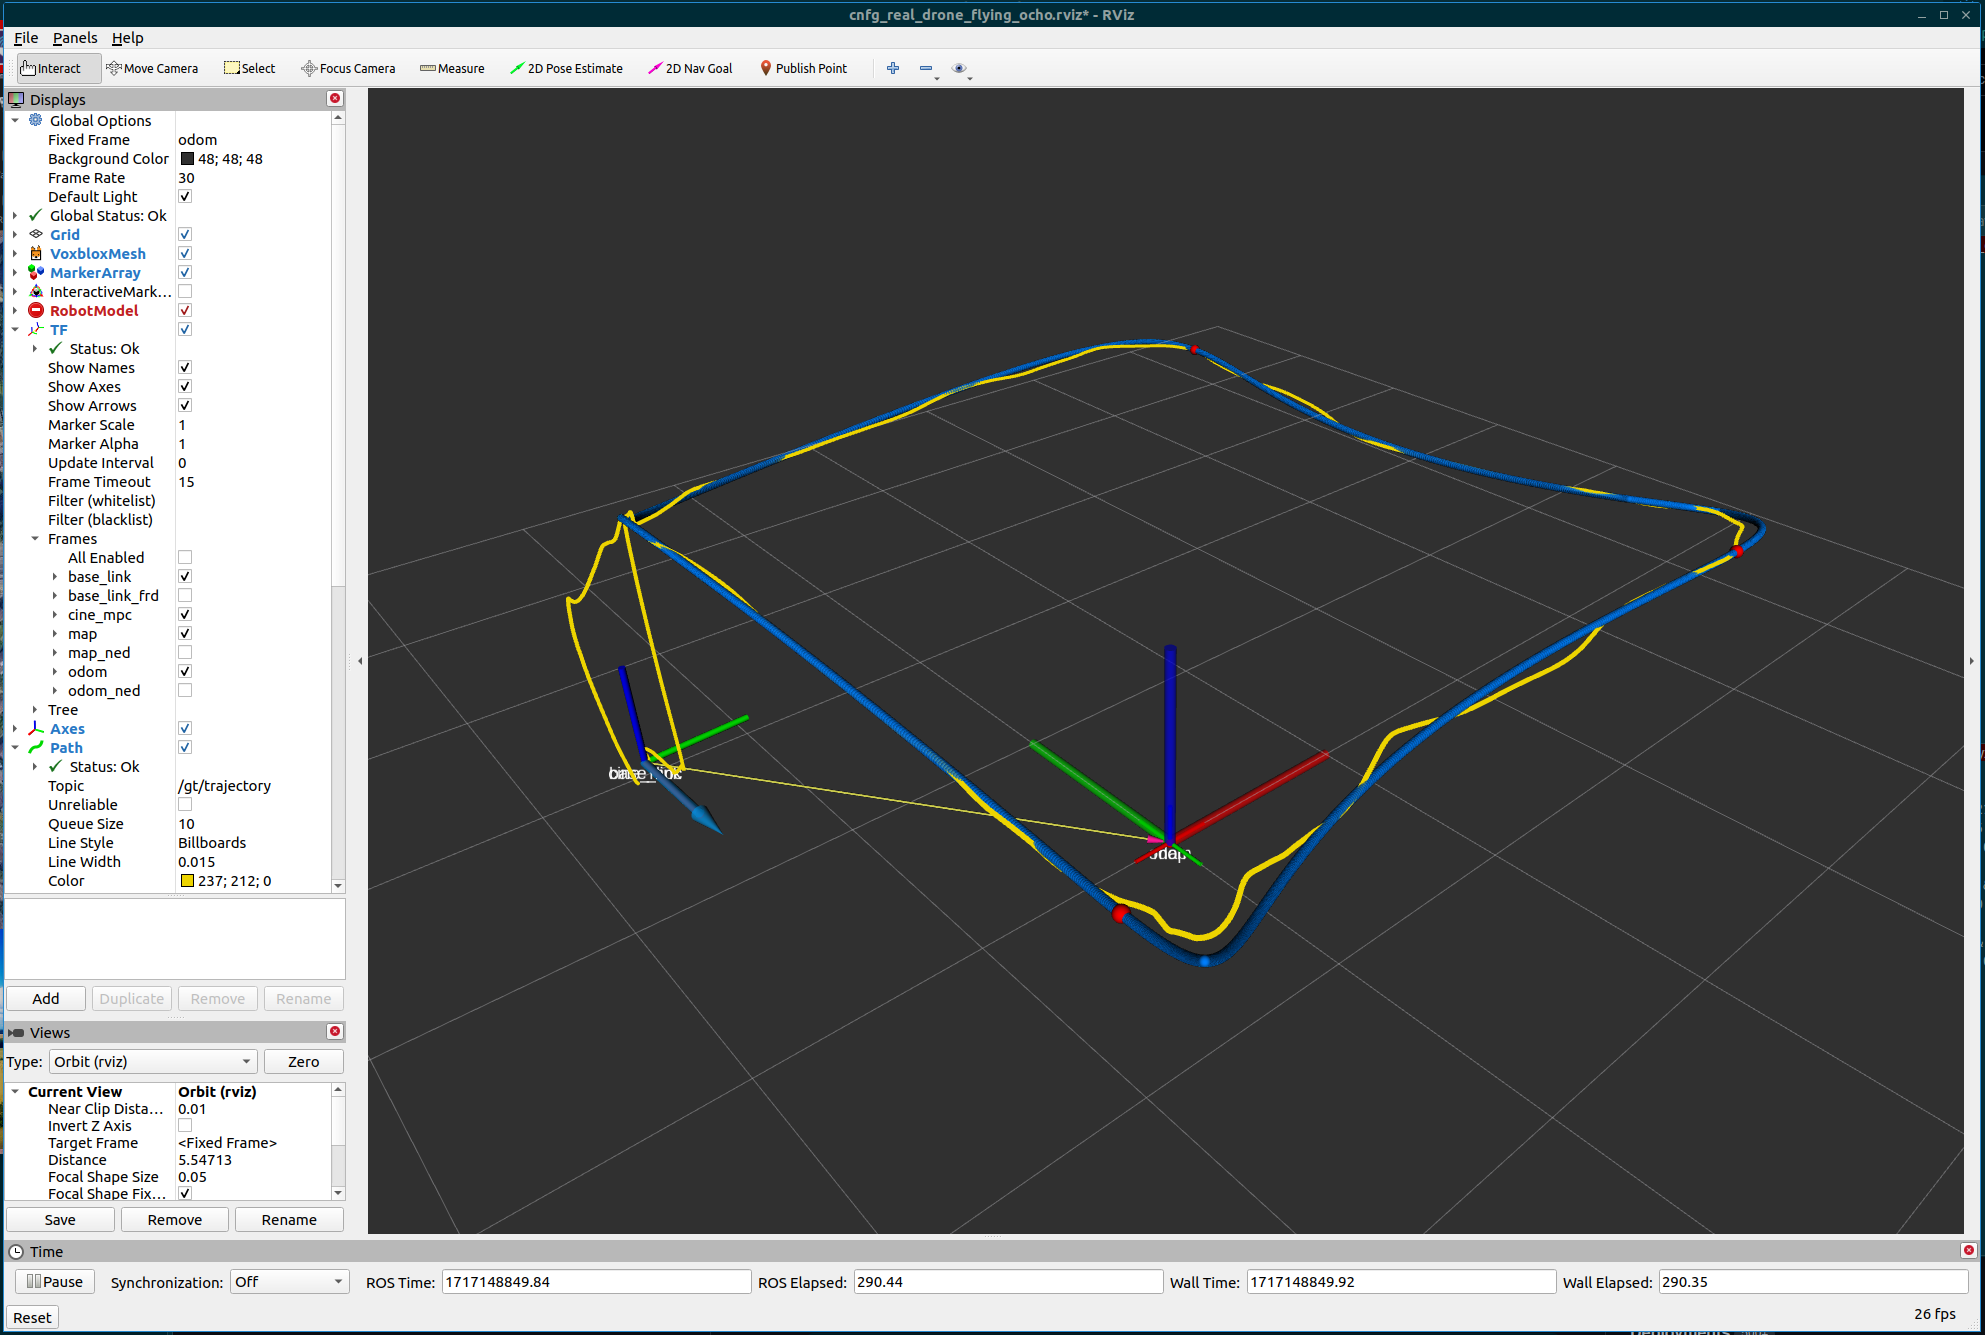 cnfg_real_drone_flying_ocho.rviz* - RViz
File Panels Help
Interact Move Camera Select Focus Camera Measure 2D Pose Estimate 2D Nav Goal Publish Point
Displays
Global Options
Fixed Frame odom
Background Color 48; 48; 48
Frame Rate 30
Default Light
Global Status: Ok
Grid
VoxbloxMesh
MarkerArray
InteractiveMark...
RobotModel
TF
Status: Ok
Show Names
Show Axes
Show Arrows
Marker Scale 1
Marker Alpha 1
Update Interval 0
Frame Timeout 15
Filter (whitelist)
Filter (blacklist)
Frames
All Enabled
base_link
base_link_frd
cine_mpc
map
map_ned
odom
odom_ned
Tree
Axes
Path
Status: Ok
Topic /gt/trajectory
Unreliable
Queue Size 10
Line Style Billboards
Line Width 0.015
Color 237; 212; 0
Add Duplicate Remove Rename
Views
Type: Orbit (rviz) Zero
Current View Orbit (rviz)
Near Clip Dista... 0.01
Invert Z Axis
Target Frame <Fixed Frame>
Distance 5.54713
Focal Shape Size 0.05
Focal Shape Fix...
Save Remove Rename
Time
Pause Synchronization: Off ROS Time: 1717148849.84 ROS Elapsed: 290.44 Wall Time: 1717148849.92 Wall Elapsed: 290.35
Reset 26 fps